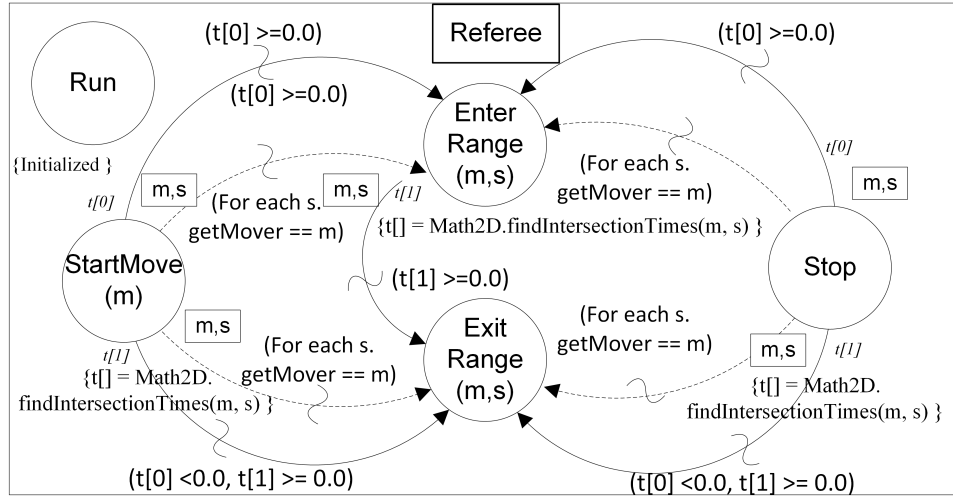 (t[0] >=0.0)
Referee
(t[0] >=0.0)
Run
(t[0] >=0.0)
Enter
Range
(m,s)
{Initialized }
t[0]
m,s
(For each s.
getMover == m)
m,s
t[1]
(For each s.
getMover == m)
t[0]
m,s
{t[] = Math2D.findIntersectionTimes(m, s) }
StartMove
(m)
Stop
(t[1] >=0.0)
m,s
Exit
Range
(m,s)
(For each s.
getMover == m)
(For each s.
getMover == m)
m,s
t[1]
t[1]
{t[] = Math2D.
findIntersectionTimes(m, s) }
{t[] = Math2D.
findIntersectionTimes(m, s) }
(t[0] <0.0, t[1] >= 0.0)
(t[0] <0.0, t[1] >= 0.0)